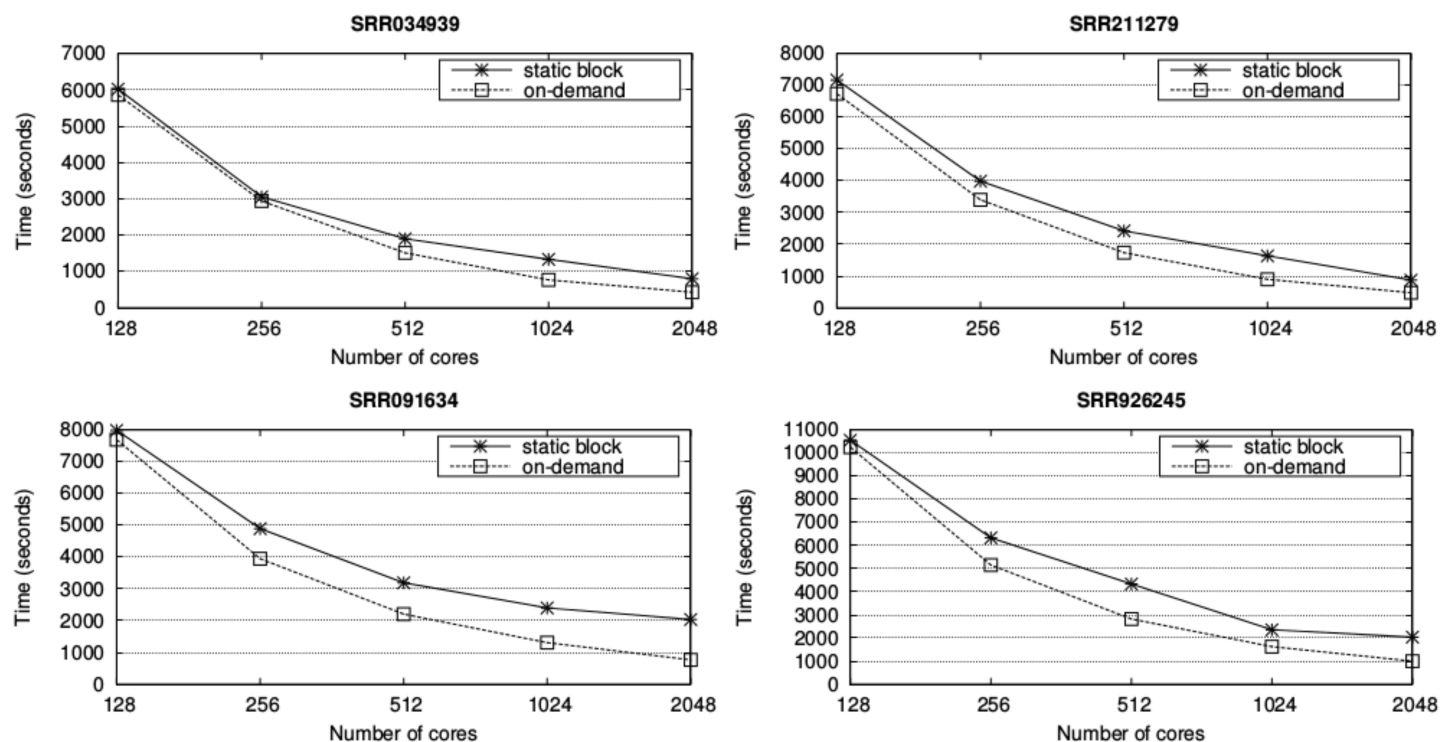 SRR034939
7000
6000
5000
4000
3000
2000
1000
0
Time (seconds)
static block
on-demand
128 256 512 1024 2048
Number of cores
SRR211279
8000
7000
6000
5000
4000
3000
2000
1000
0
Time (seconds)
static block
on-demand
128 256 512 1024 2048
Number of cores
SRR091634
8000
7000
6000
5000
4000
3000
2000
1000
0
Time (seconds)
static block
on-demand
128 256 512 1024 2048
Number of cores
SRR926245
11000
10000
9000
8000
7000
6000
5000
4000
3000
2000
1000
0
Time (seconds)
static block
on-demand
128 256 512 1024 2048
Number of cores